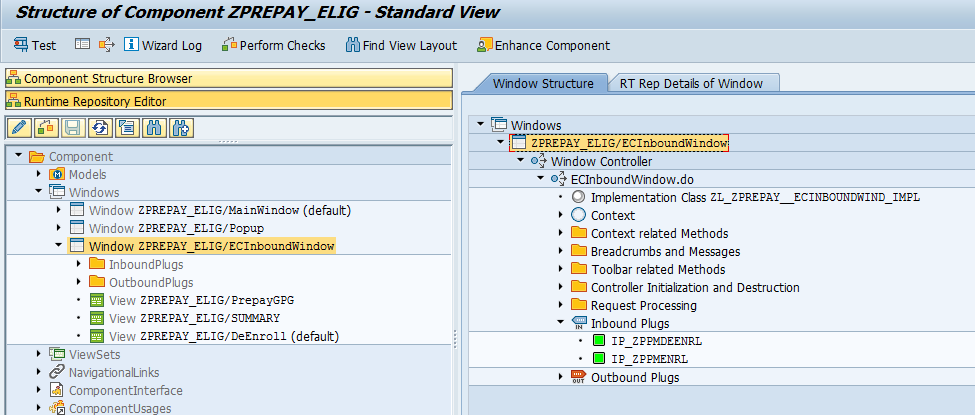 Structure of Component ZPREPAY_ELIG - Standard View
Test Wizard Log Perform Checks Find View Layout Enhance Component
Component Structure Browser
Runtime Repository Editor
Component
Models
Windows
Window ZPREPAY_ELIG/MainWindow (default)
Window ZPREPAY_ELIG/Popup
Window ZPREPAY_ELIG/ECInboundWindow
InboundPlugs
OutboundPlugs
View ZPREPAY_ELIG/PrepayGPG
View ZPREPAY_ELIG/SUMMARY
View ZPREPAY_ELIG/DeEnroll (default)
ViewSets
NavigationalLinks
ComponentInterface
ComponentUsages
Window Structure RT Rep Details of Window
Windows
ZPREPAY_ELIG/ECInboundWindow
Window Controller
ECInboundWindow.do
Implementation Class ZL_ZPREPAY__ECINBOUNDWIND_IMPL
Context
Context related Methods
Breadcrumbs and Messages
Toolbar related Methods
Controller Initialization and Destruction
Request Processing
IN Inbound Plugs
IP_ZPPMDEENRL
IP_ZPPMENRL
OUT Outbound Plugs